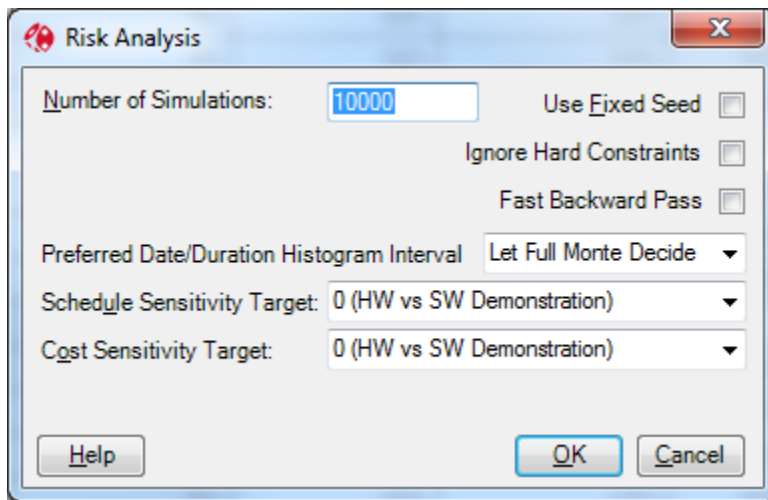 Risk Analysis
Number of Simulations: 10000 Use Fixed Seed
Ignore Hard Constraints
Fast Backward Pass
Preferred Date/Duration Histogram Interval Let Full Monte Decide
Schedule Sensitivity Target: 0 (HW vs SW Demonstration)
Cost Sensitivity Target: 0 (HW vs SW Demonstration)
Help OK Cancel